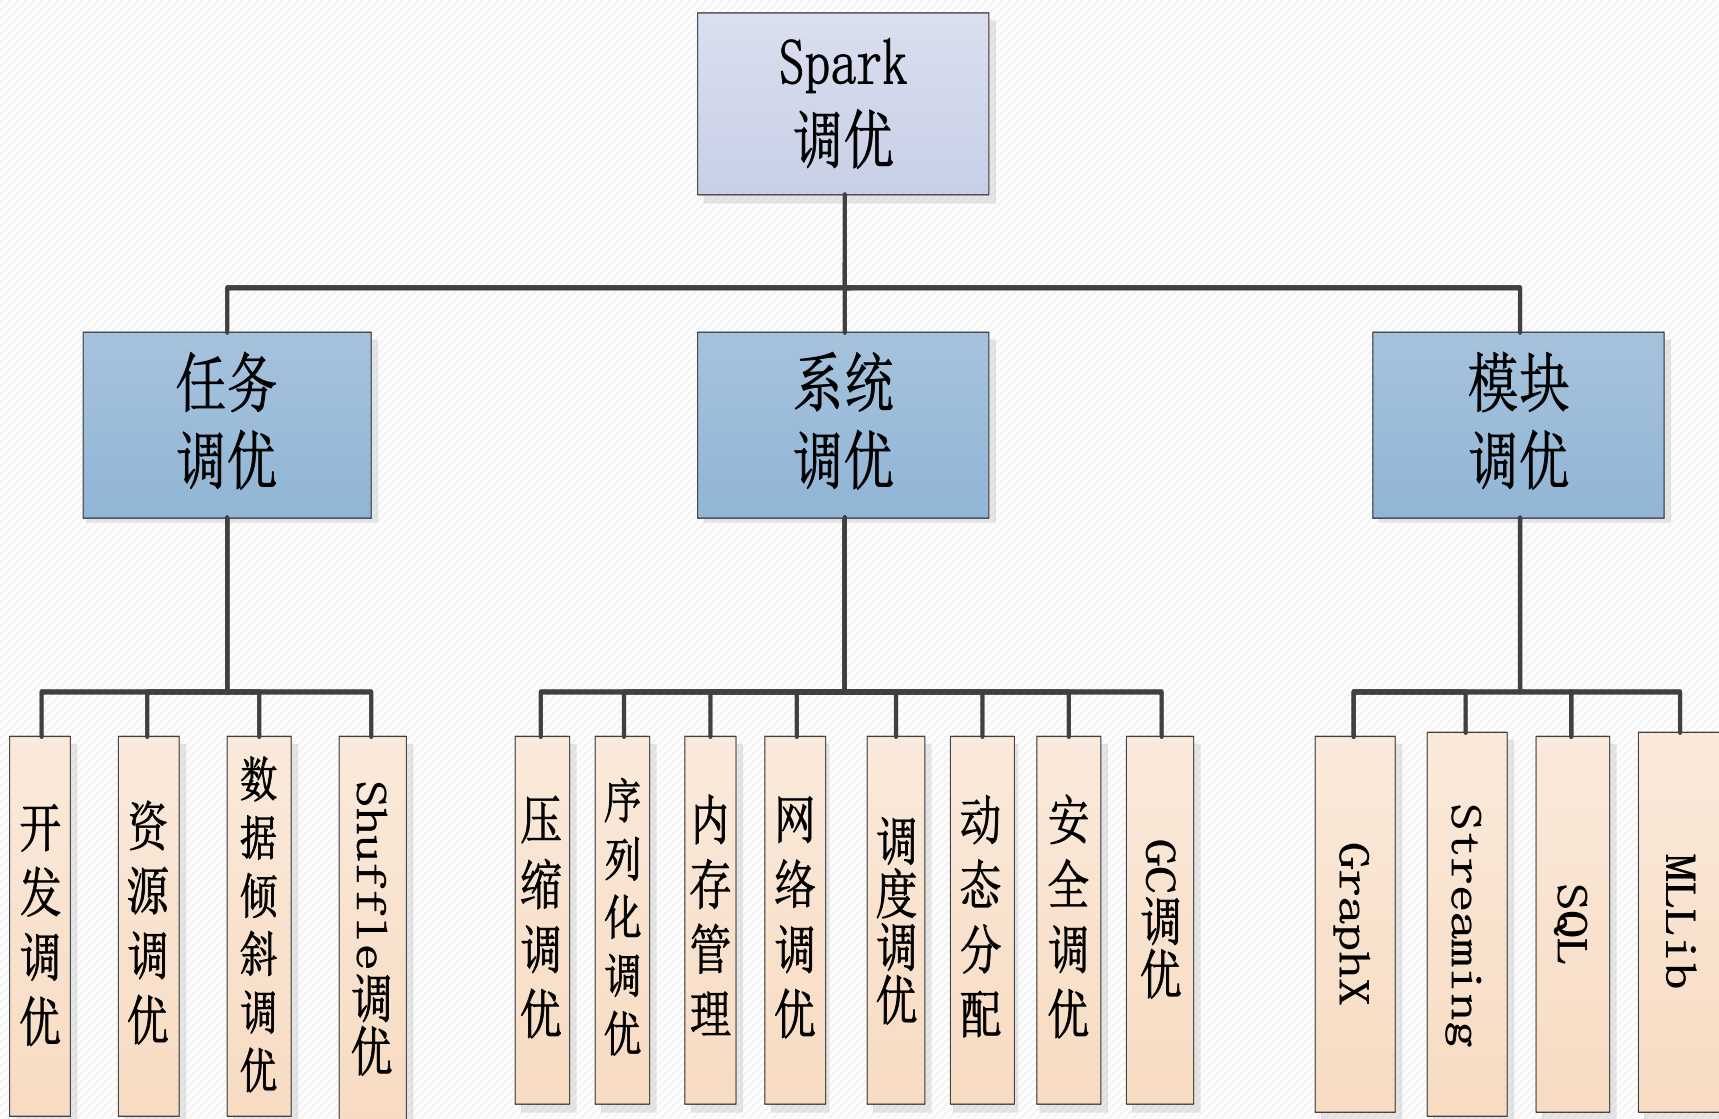 Spark
调优
任务
调优
系统
调优
模块
调优
开发调优
资源调优
数据倾斜调优
Shuffle调优
压缩调优
序列化调优
内存管理
网络调优
调度调优
动态分配
安全调优
GC调优
GraphX
Streaming
SQL
MLLib